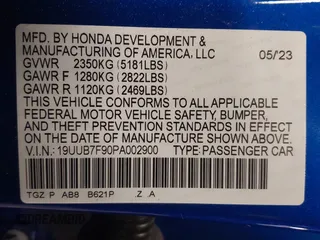 MFD. BY HONDA DEVELOPMENT &
MANUFACTURING OF AMERICA, LLC 05/23
GVWR 2350KG (5181LBS)
GAWR F 1280KG (2822LBS)
GAWR R 1120KG (2469LBS)
THIS VEHICLE CONFORMS TO ALL APPLICABLE
FEDERAL MOTOR VEHICLE SAFETY, BUMPER,
AND THEFT PREVENTION STANDARDS IN EFFECT
ON THE DATE OF MANUFACTURE SHOWN ABOVE.
V.I.N: 19UUB7F90PA002900 TYPE: PASSENGER CAR
TGZ P AB8 B621P Z A